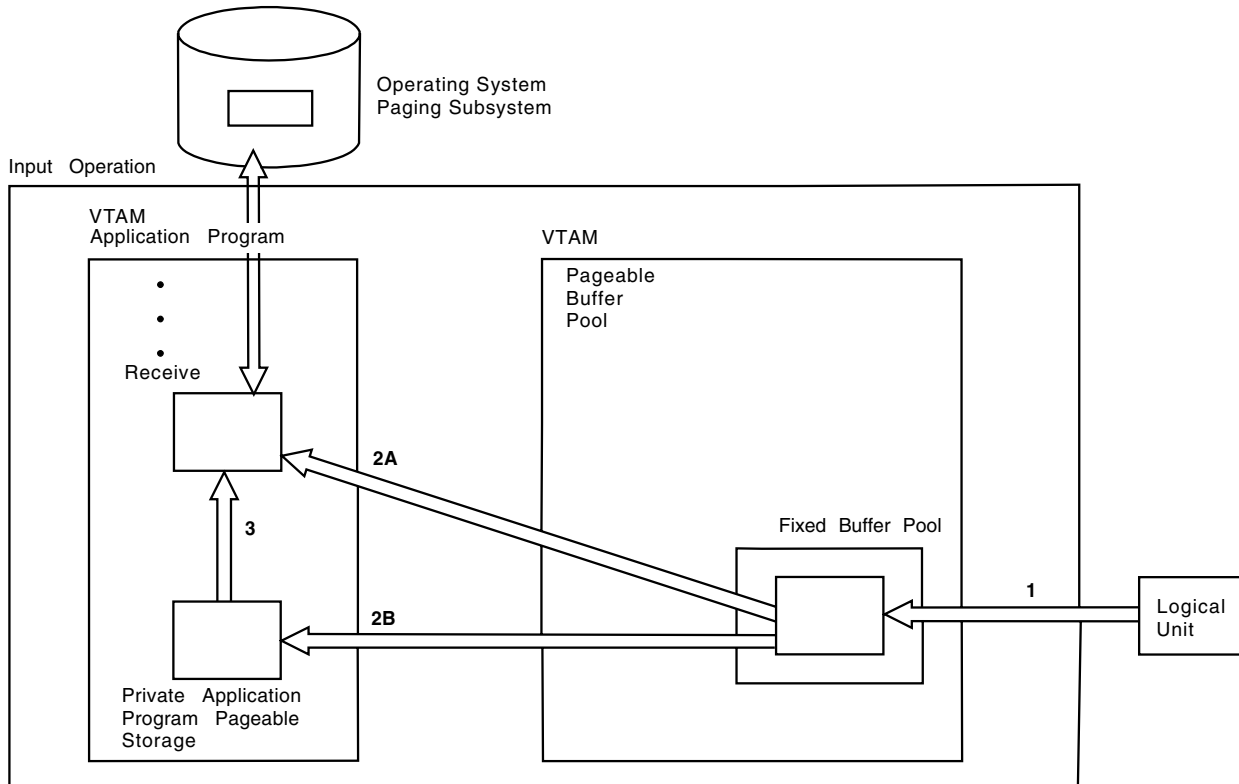 Operating System
Paging Subsystem
Input Operation
VTAM
Application Program
VTAM
Pageable
Buffer
Pool
Receive
2A
3
Fixed Buffer Pool
1
Logical
Unit
2B
Private Application
Program Pageable
Storage